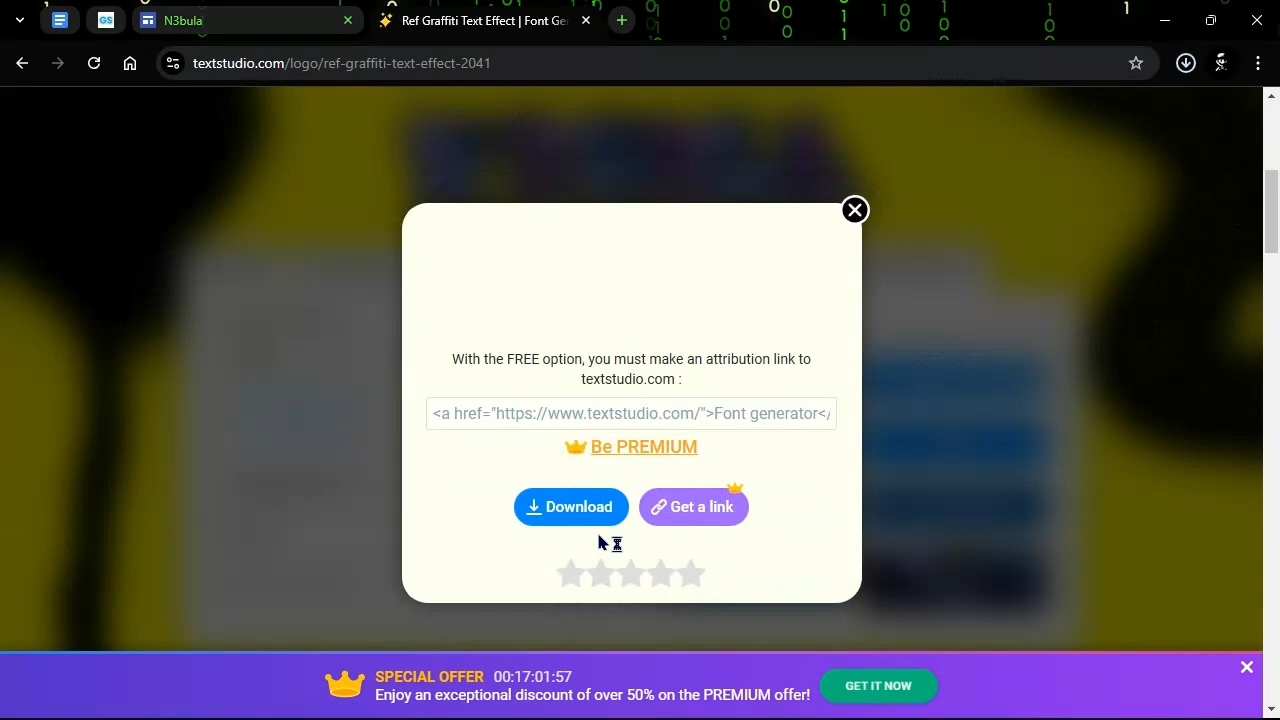 GS
N3bula
Ref Graffiti Text Effect | Font Ge
textstudio.com/logo/ref-graffiti-text-effect-2041
With the FREE option, you must make an attribution link to
textstudio.com :
<a href="https://www.textstudio.com/">Font generator</
Be PREMIUM
Download
Get a link
SPECIAL OFFER 00:17:01:57
Enjoy an exceptional discount of over 50% on the PREMIUM offer!
GET IT NOW